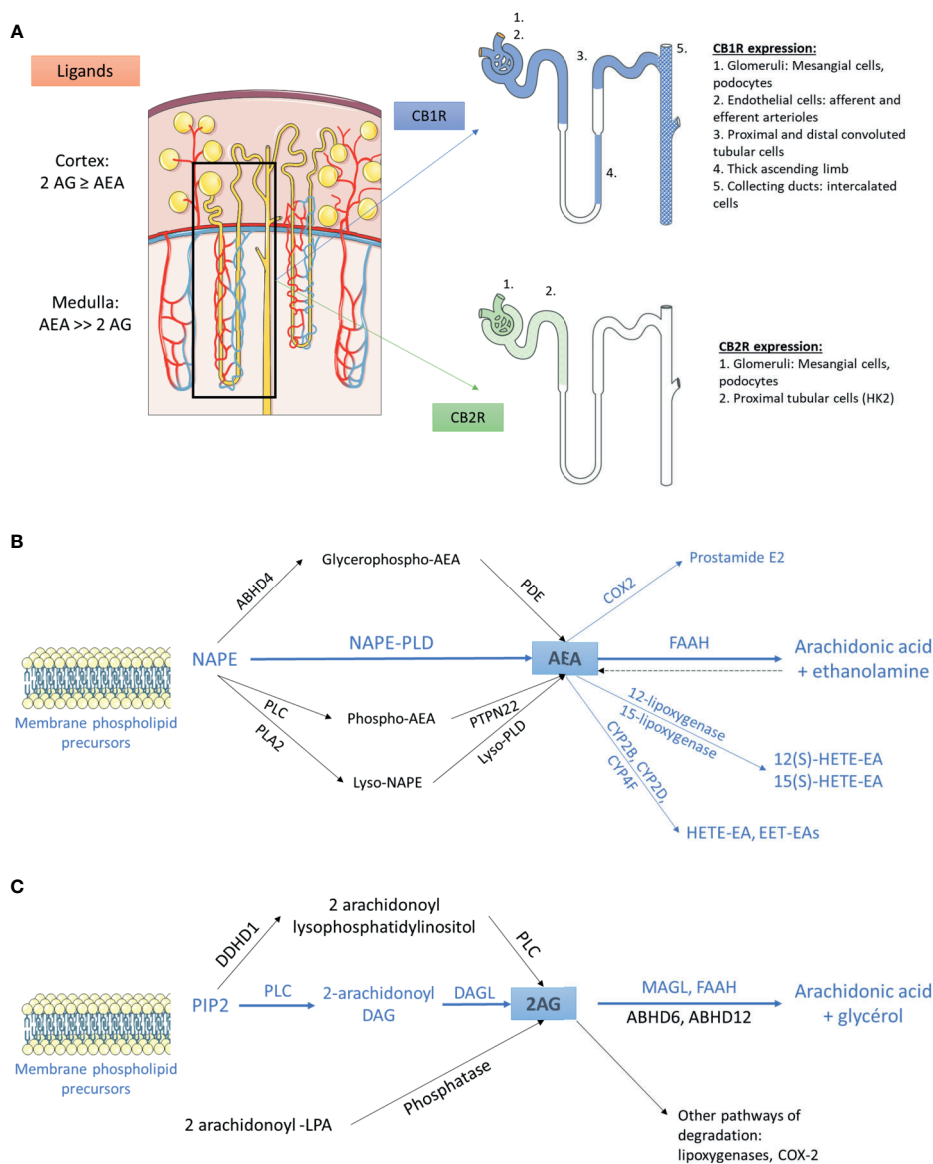 A
Ligands
Cortex:
2 AG ≥ AEA
Medulla:
AEA >> 2 AG
CB1R
CB2R
1.
2.
3.
4.
5.
CB1R expression:
1. Glomeruli: Mesangial cells,
podocytes
2. Endothelial cells: afferent and
efferent arterioles
3. Proximal and distal convoluted
tubular cells
4. Thick ascending limb
5. Collecting ducts: intercalated
cells
1.
2.
CB2R expression:
1. Glomeruli: Mesangial cells,
podocytes
2. Proximal tubular cells (HK2)
B
Membrane phospholipid
precursors
NAPE
ABHD4
Glycerophospho-AEA
PDE
NAPE-PLD
PLC
Phospho-AEA
PTPN22
PLA2
Lyso-NAPE
Lyso-PLD
AEA
COX2
Prostamide E2
FAAH
Arachidonic acid
+ ethanolamine
12-lipoxygenase
15-lipoxygenase
12(S)-HETE-EA
15(S)-HETE-EA
CYP2B, CYP2D,
CYP4F
HETE-EA, EET-EAs
C
Membrane phospholipid
precursors
PIP2
DDHD1
2 arachidonoyl
lysophosphatidylinositol
PLC
PLC
2-arachidonoyl
DAG
DAGL
2AG
2 arachidonoyl -LPA
Phosphatase
MAGL, FAAH
ABHD6, ABHD12
Arachidonic acid
+ glycérol
Other pathways of
degradation:
lipoxygenases, COX-2